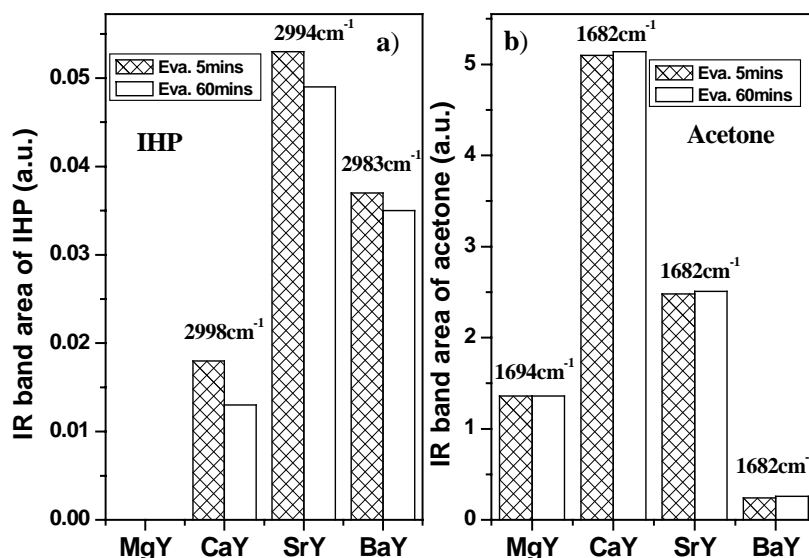 a)
Eva. 5mins
Eva. 60mins
IHP
2998cm⁻¹
2994cm⁻¹
2983cm⁻¹
IR band area of IHP (a.u.)
0.05
0.04
0.03
0.02
0.01
0.00
MgY CaY SrY BaY
b)
Eva. 5mins
Eva. 60mins
Acetone
1694cm⁻¹
1682cm⁻¹
1682cm⁻¹
1682cm⁻¹
IR band area of acetone (a.u.)
5
4
3
2
1
0
MgY CaY SrY BaY